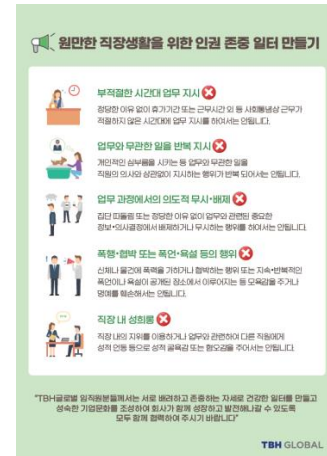 원만한 직장생활을 위한 인권 존중 일터 만들기
부적절한 시간대 업무 지시
정당한 이유 없이 휴가기간 또는 근무시간 외 등 사회통념상 근무가
적절하지 않은 시간대에 업무 지시를 하여서는 안됩니다.
업무와 무관한 일을 반복 지시
개인적인 심부름을 시키는 등 업무와 무관한 일을
직원의 의사와 상관없이 지시하는 행위가 반복 되어서는 안됩니다.
업무 과정에서의 의도적 무시·배제
집단 따돌림 또는 정당한 이유 없이 업무와 관련된 중요한
정보·의사결정에서 배제하거나 무시하는 행위를 하여서는 안됩니다.
폭행·협박 또는 폭언·욕설 등의 행위
신체나 물건에 폭력을 가하거나 협박하는 행위 또는 지속·반복적인
폭언이나 욕설이 공개된 장소에서 이루어지는 등 모욕감을 주거나
명예를 훼손해서는 안됩니다.
직장 내 성희롱
직장 내의 지위를 이용하거나 업무와 관련하여 다른 직원에게
성적 언동 등으로 성적 굴욕감 또는 혐오감을 주어서는 안됩니다.
"TBH글로벌 임직원분들께서는 서로 배려하고 존중하는 자세로 건강한 일터를 만들고
성숙한 기업문화를 조성하여 회사가 함께 성장하고 발전해나갈 수 있도록
모두 함께 협력하여 주시기 바랍니다"
TBH GLOBAL